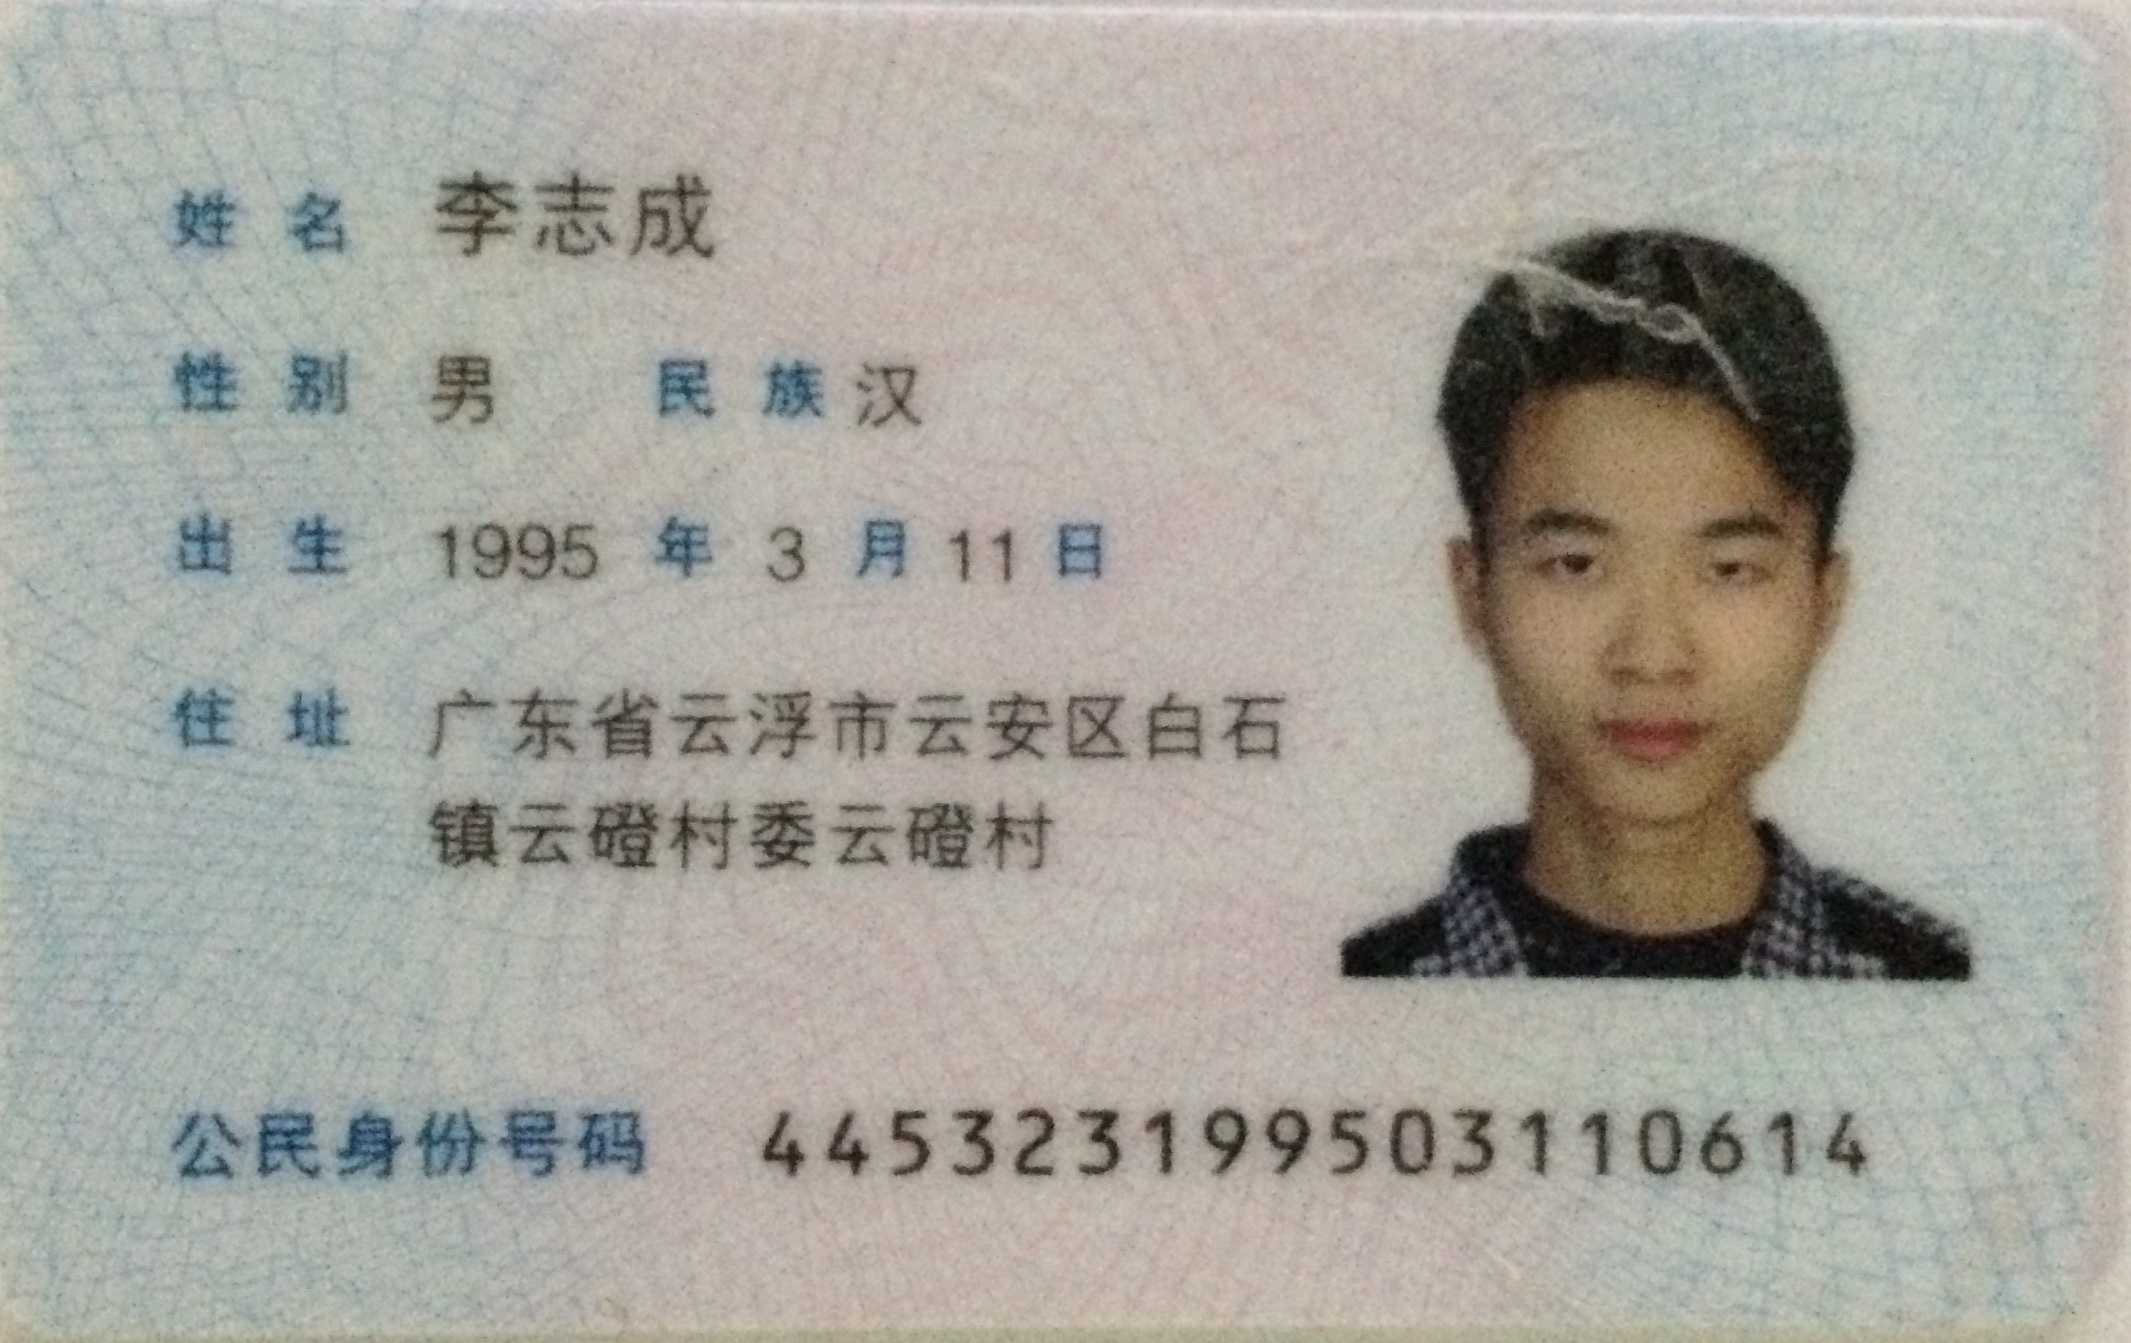 姓名 李志成
性别 男 民族 汉
出生 1995 年 3 月 11 日
住址 广东省云浮市云安区白石
镇云磴村委云磴村
公民身份号码 445323199503110614